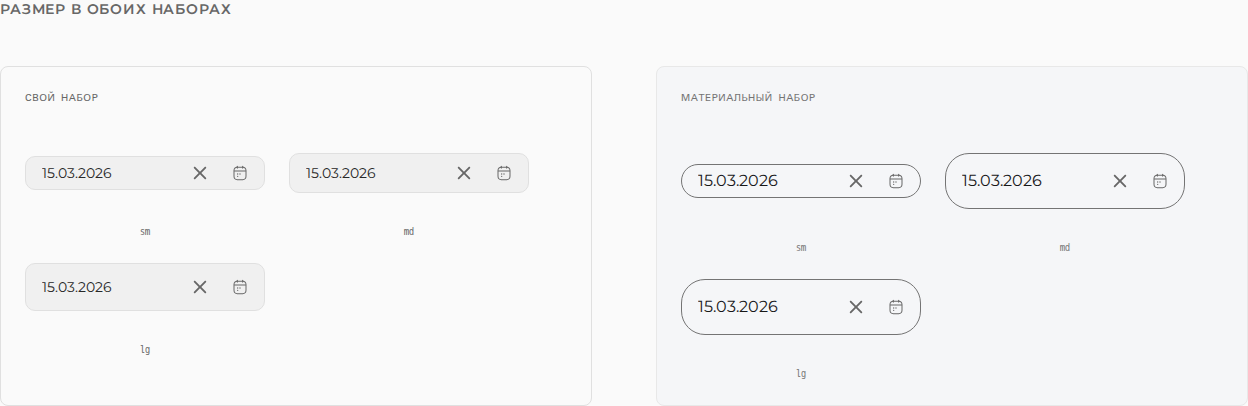 РАЗМЕР В ОБОИХ НАБОРАХ
СВОЙ НАБОР
15.03.2026
15.03.2026
sm
md
15.03.2026
lg
МАТЕРИАЛЬНЫЙ НАБОР
15.03.2026
15.03.2026
sm
md
15.03.2026
lg